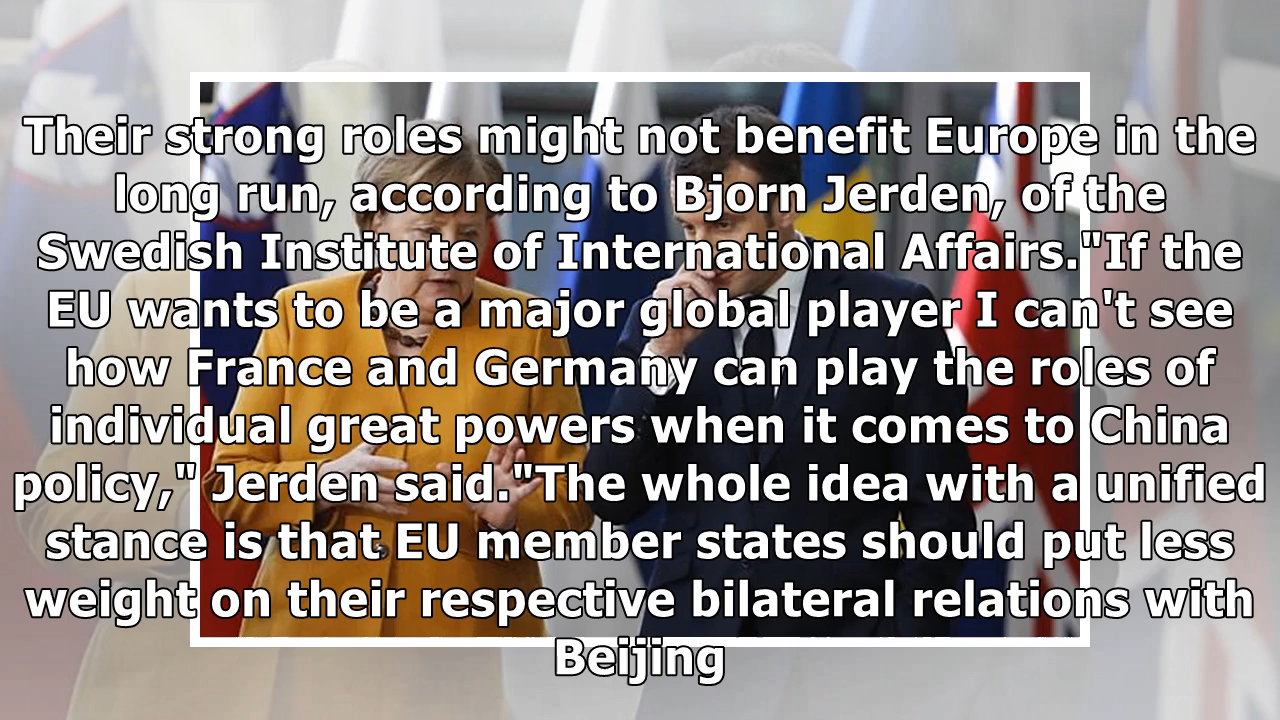 Their strong roles might not benefit Europe in the
long run, according to Bjorn Jerden, of the
Swedish Institute of International Affairs."If the
EU wants to be a major global player I can't see
how France and Germany can play the roles of
individual great powers when it comes to China
policy," Jerden said."The whole idea with a unified
stance is that EU member states should put less
weight on their respective bilateral relations with
Beijing